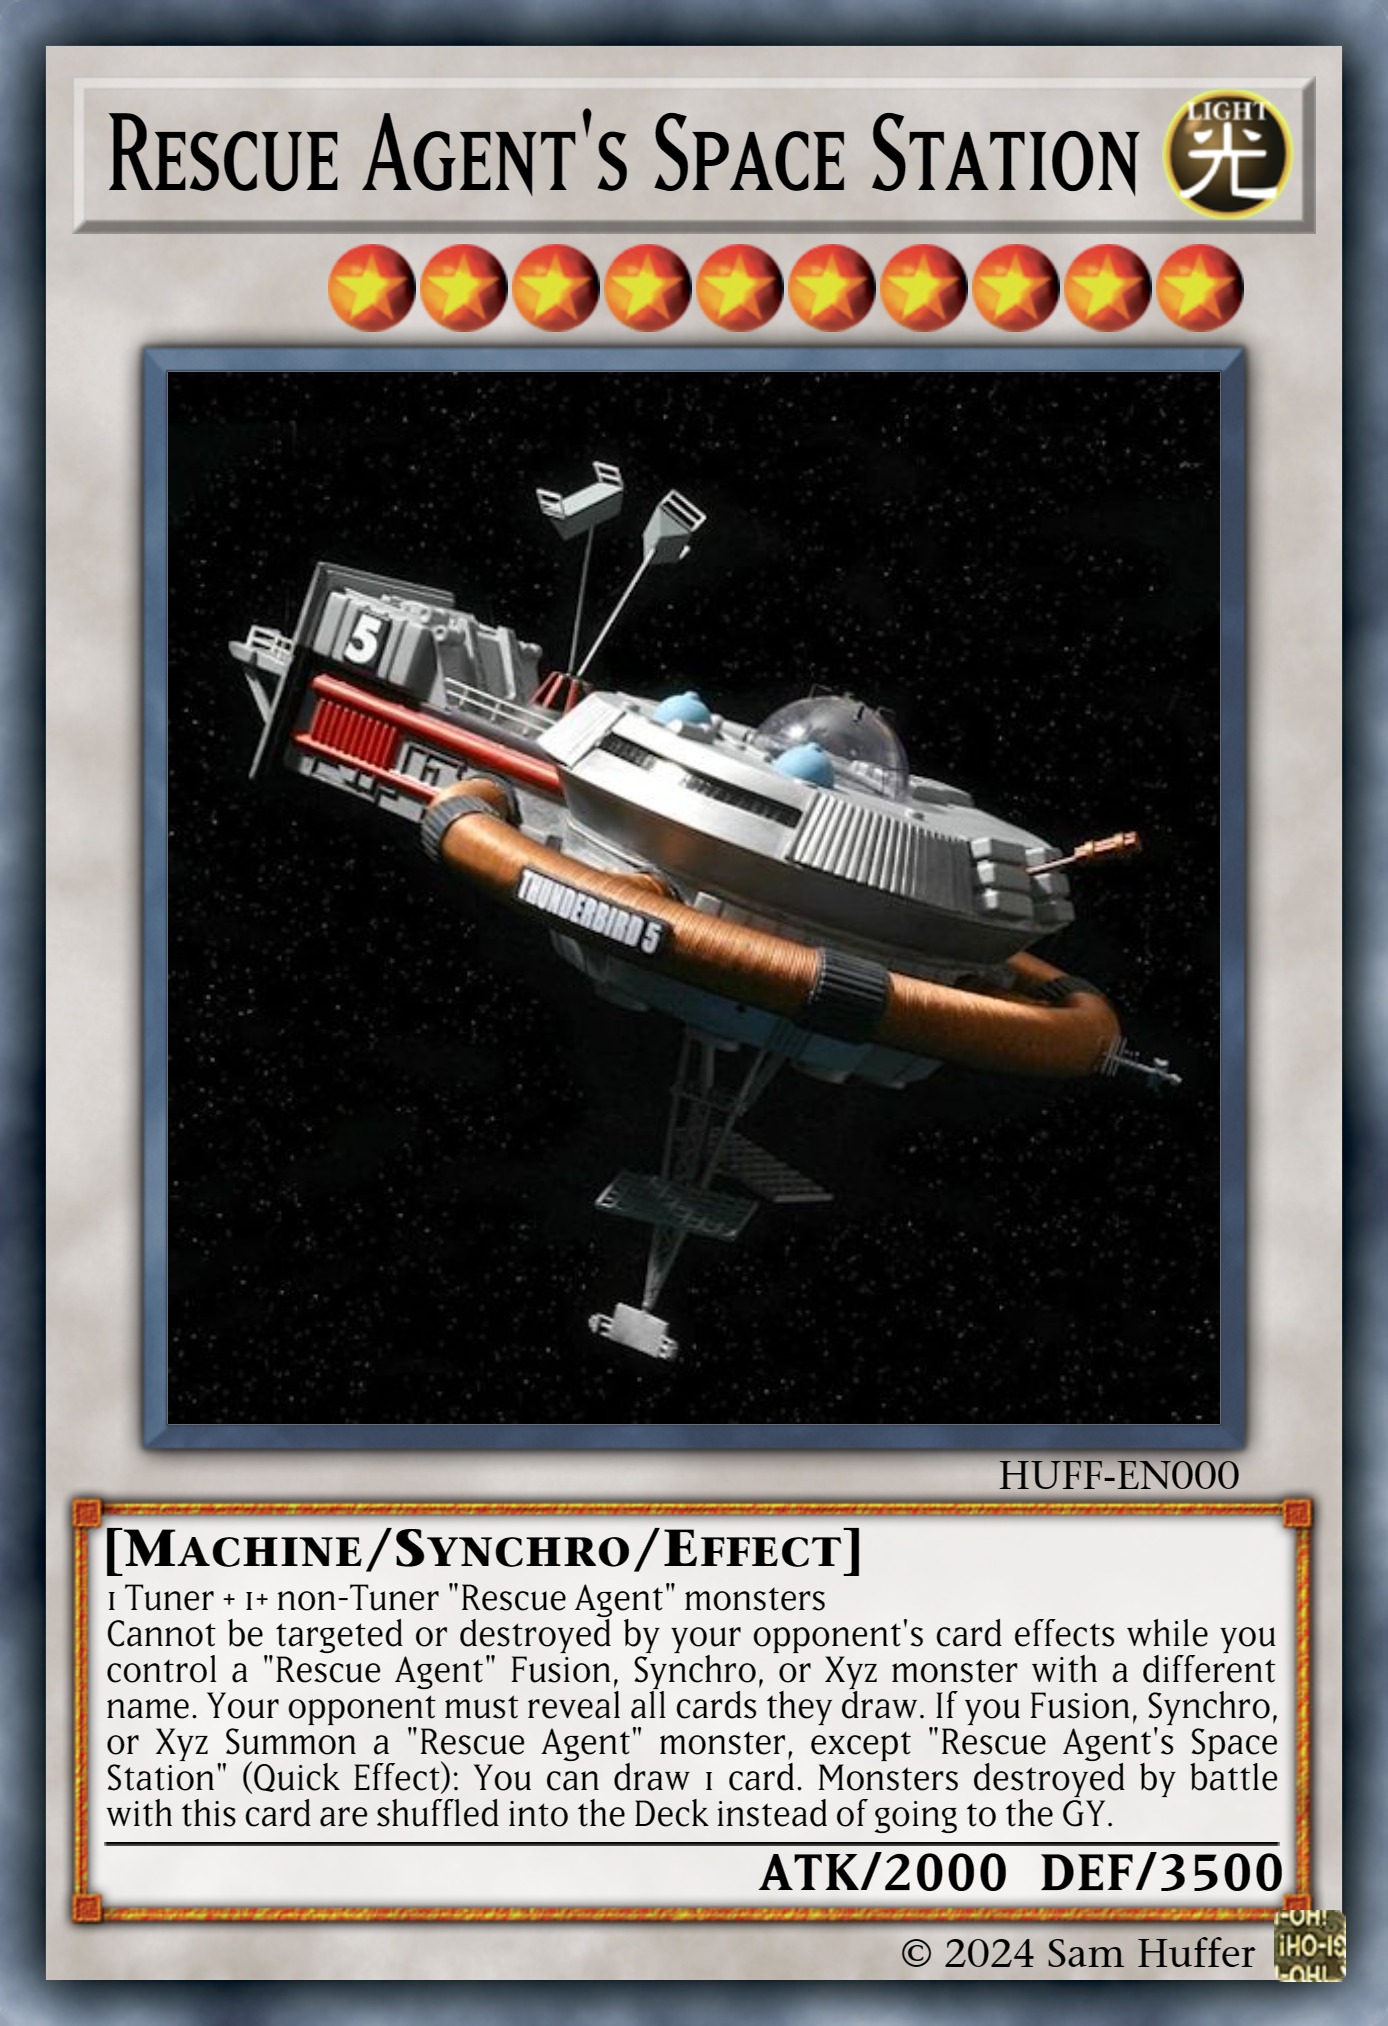 Rescue Agent's Space Station
LIGHT
光
5
THUNDERBIRD 5
HUFF-EN000
[Machine/Synchro/Effect]
1 Tuner + 1+ non-Tuner "Rescue Agent" monsters
Cannot be targeted or destroyed by your opponent's card effects while you
control a "Rescue Agent" Fusion, Synchro, or Xyz monster with a different
name. Your opponent must reveal all cards they draw. If you Fusion, Synchro,
or Xyz Summon a "Rescue Agent" monster, except "Rescue Agent's Space
Station" (Quick Effect): You can draw 1 card. Monsters destroyed by battle
with this card are shuffled into the Deck instead of going to the GY.
ATK/2000 DEF/3500
© 2024 Sam Huffer